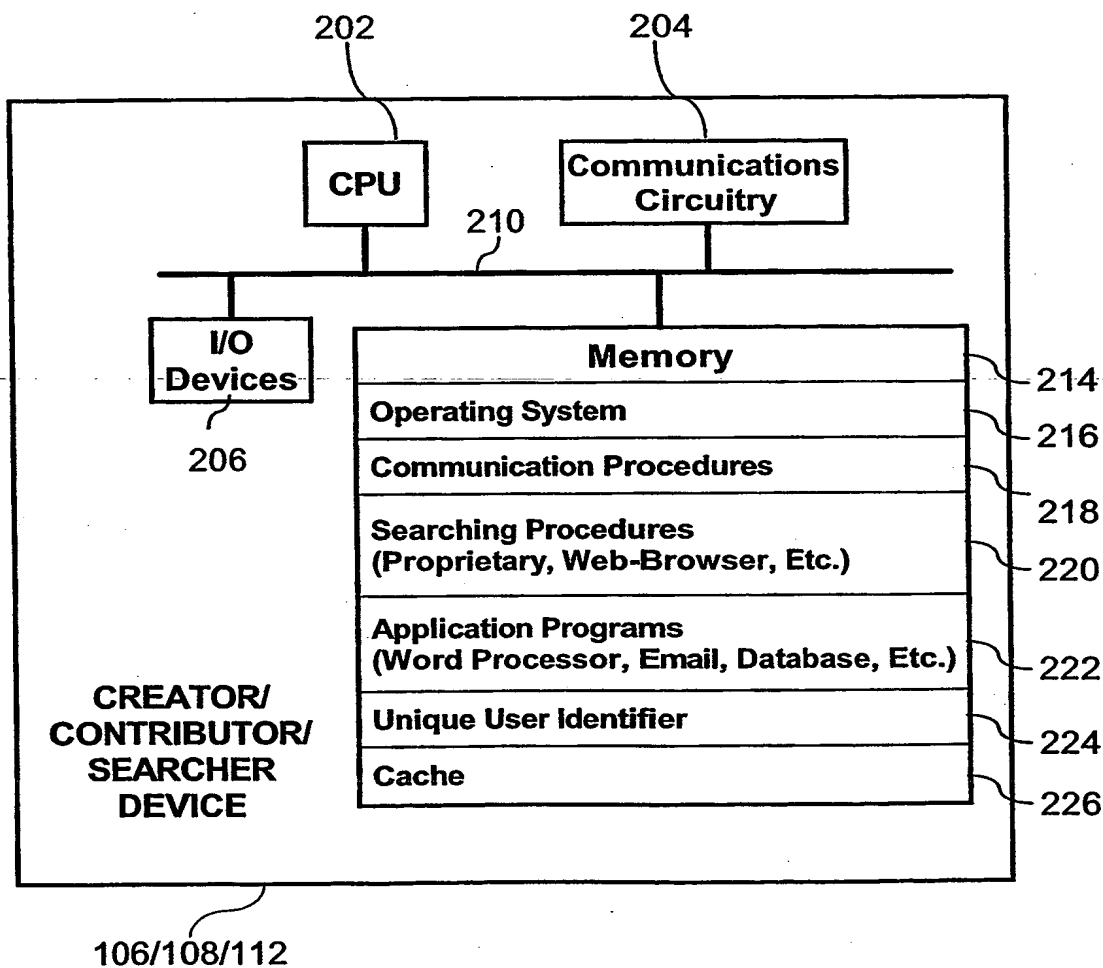 202
204
CPU
Communications
Circuitry
210
I/O
Devices
206
Memory
214
Operating System
216
Communication Procedures
218
Searching Procedures
(Proprietary, Web-Browser, Etc.)
220
Application Programs
(Word Processor, Email, Database, Etc.)
222
Unique User Identifier
224
Cache
226
CREATOR/
CONTRIBUTOR/
SEARCHER
DEVICE
106/108/112